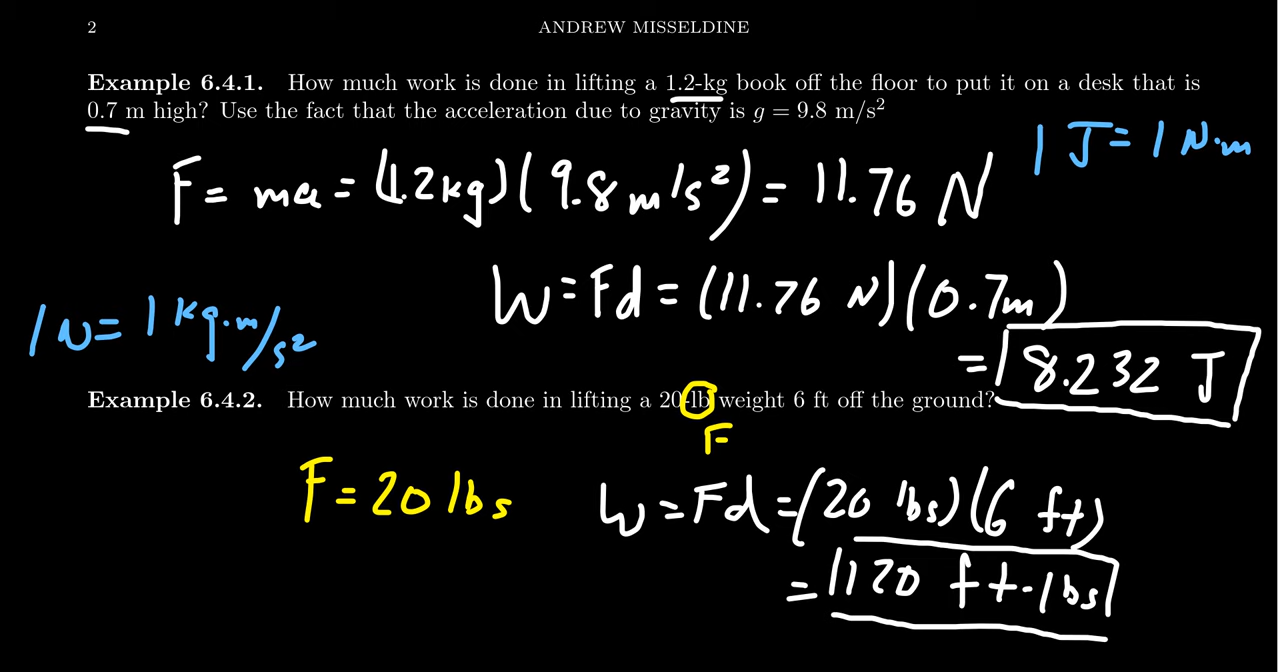 2 ANDREW MISSELDINE
Example 6.4.1. How much work is done in lifting a 1.2-kg book off the floor to put it on a desk that is
0.7 m high? Use the fact that the acceleration due to gravity is g = 9.8 m/s²
1 J = 1 N·m
F = ma = (1.2 kg)(9.8 m/s²) = 11.76 N
W = Fd = (11.76 N)(0.7m)
1 N = 1 kg·m/s²
= 8.232 J
Example 6.4.2. How much work is done in lifting a 20-lb weight 6 ft off the ground?
F
F = 20 lbs
W = Fd = (20 lbs)(6 ft)
= 120 ft-lbs